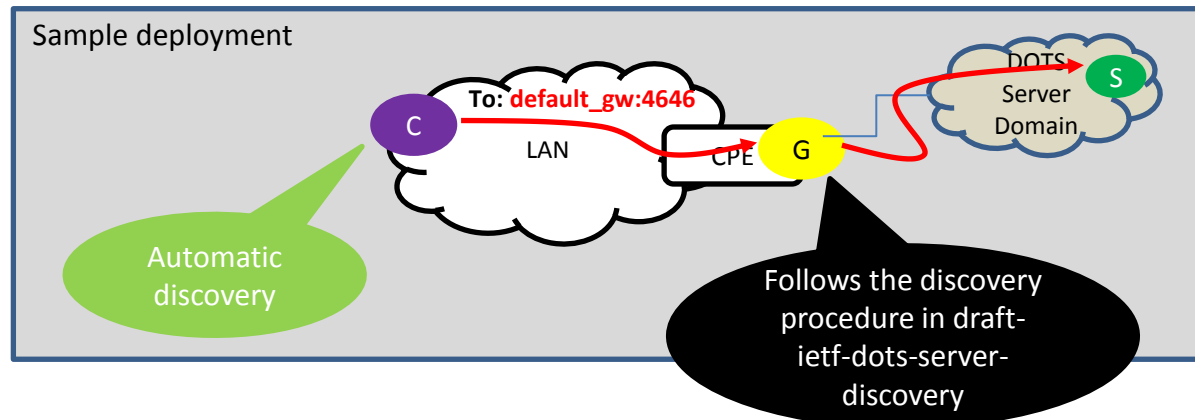 Sample deployment
DOTS
S
To: default_gw:4646
C
Server
Domain
LAN
CPE
G
Automatic
discovery
Follows the discovery
procedure in draft-
ietf-dots-server-
discovery